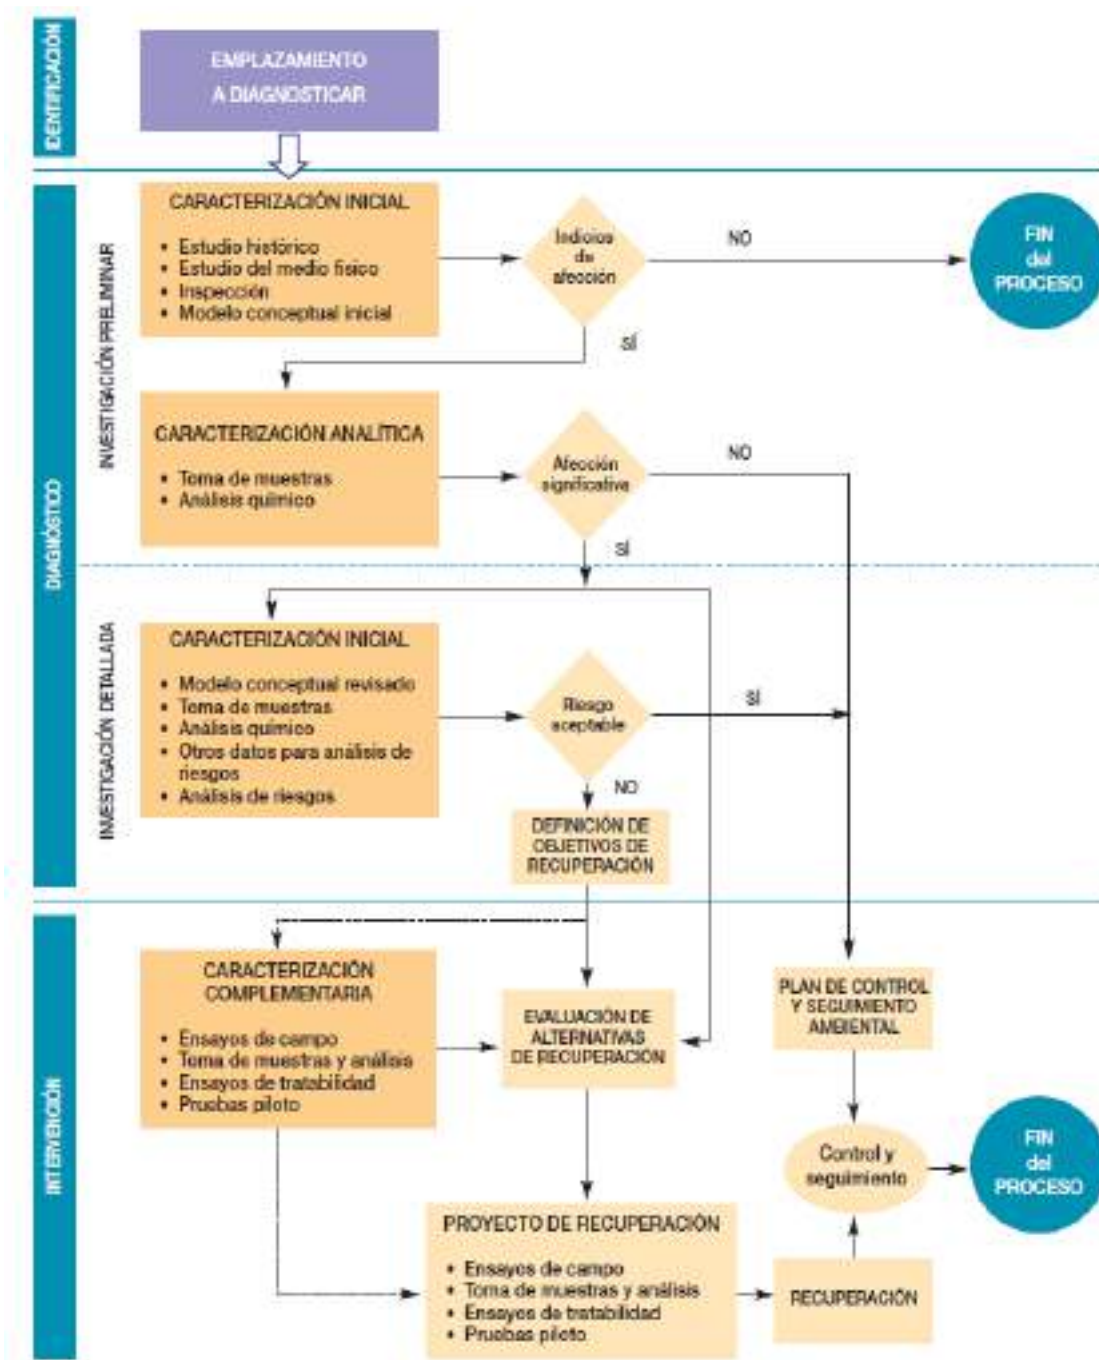 IDENTIFICACIÓN
EMPLAZAMIENTO
A DIAGNOSTICAR
DIAGNÓSTICO
INVESTIGACIÓN PRELIMINAR
CARACTERIZACIÓN INICIAL
• Estudio histórico
• Estudio del medio físico
• Inspección
• Modelo conceptual inicial
Indicios
de
afección
NO
FIN
del
PROCESO
SÍ
CARACTERIZACIÓN ANALÍTICA
• Toma de muestras
• Análisis químico
Afección
significativa
NO
SÍ
INVESTIGACIÓN DETALLADA
CARACTERIZACIÓN INICIAL
• Modelo conceptual revisado
• Toma de muestras
• Análisis químico
• Otros datos para análisis de
riesgos
• Análisis de riesgos
Riesgo
aceptable
SÍ
NO
DEFINICIÓN DE
OBJETIVOS DE
RECUPERACIÓN
INTERVENCIÓN
CARACTERIZACIÓN
COMPLEMENTARIA
• Ensayos de campo
• Toma de muestras y análisis
• Ensayos de tratabilidad
• Pruebas piloto
EVALUACIÓN DE
ALTERNATIVAS
DE RECUPERACIÓN
PLAN DE CONTROL
Y SEGUIMIENTO
AMBIENTAL
Control y
seguimiento
FIN
del
PROCESO
PROYECTO DE RECUPERACIÓN
• Ensayos de campo
• Toma de muestras y análisis
• Ensayos de tratabilidad
• Pruebas piloto
RECUPERACIÓN